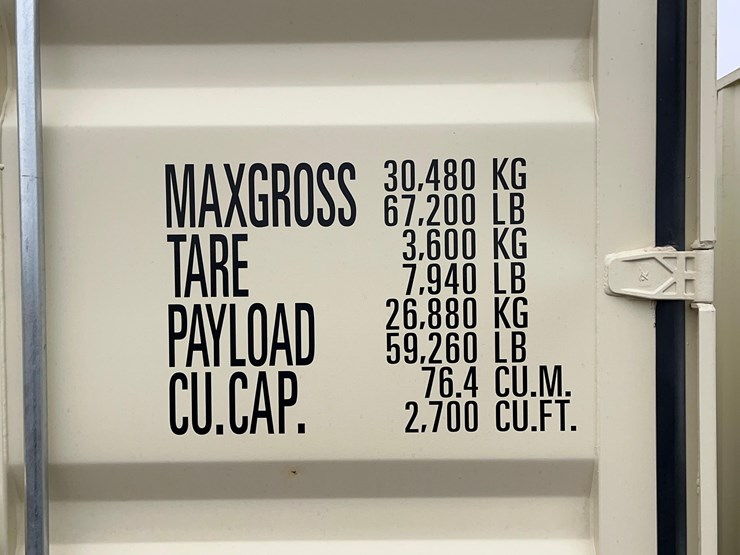 MAXGROSS 30,480 KG
67,200 LB
TARE 3,600 KG
7,940 LB
PAYLOAD 26,880 KG
59,260 LB
CU.CAP. 76.4 CU.M.
2,700 CU.FT.